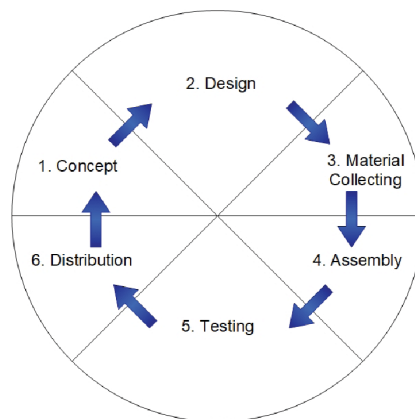 1. Concept
2. Design
3. Material
Collecting
4. Assembly
5. Testing
6. Distribution